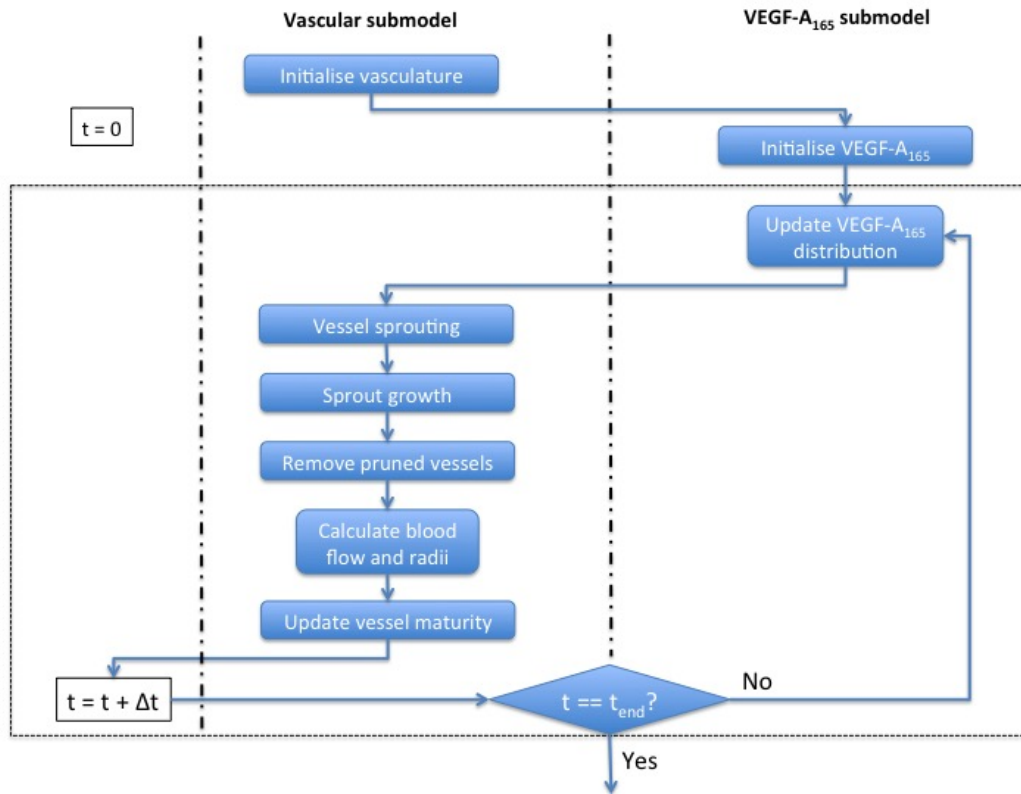 Vascular submodel
VEGF-A₁₆₅ submodel
Initialise vasculature
t = 0
Initialise VEGF-A₁₆₅
Update VEGF-A₁₆₅
distribution
Vessel sprouting
Sprout growth
Remove pruned vessels
Calculate blood
flow and radii
Update vessel maturity
t = t + Δt
t == tₑₙd?
No
Yes